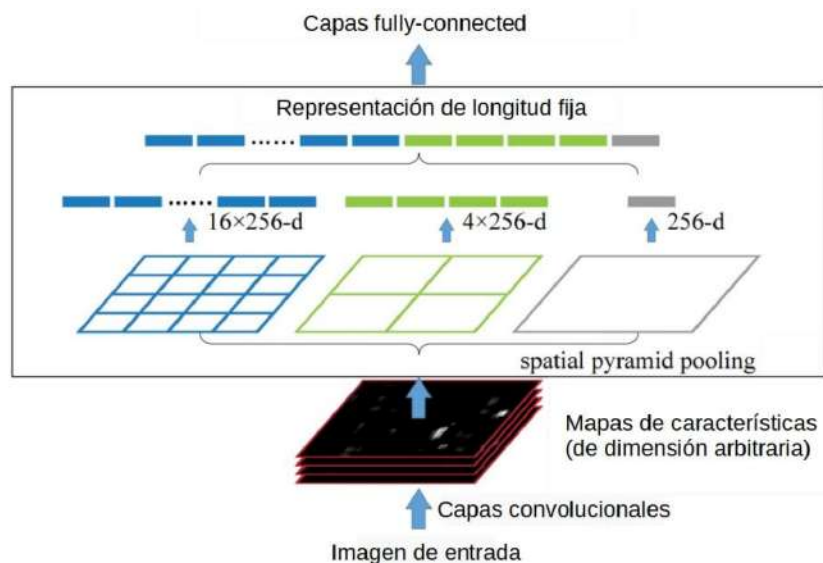 Capas fully-connected
Representación de longitud fija
......
...... 16×256-d 4×256-d 256-d
spatial pyramid pooling
Mapas de características
(de dimensión arbitraria)
Capas convolucionales
Imagen de entrada